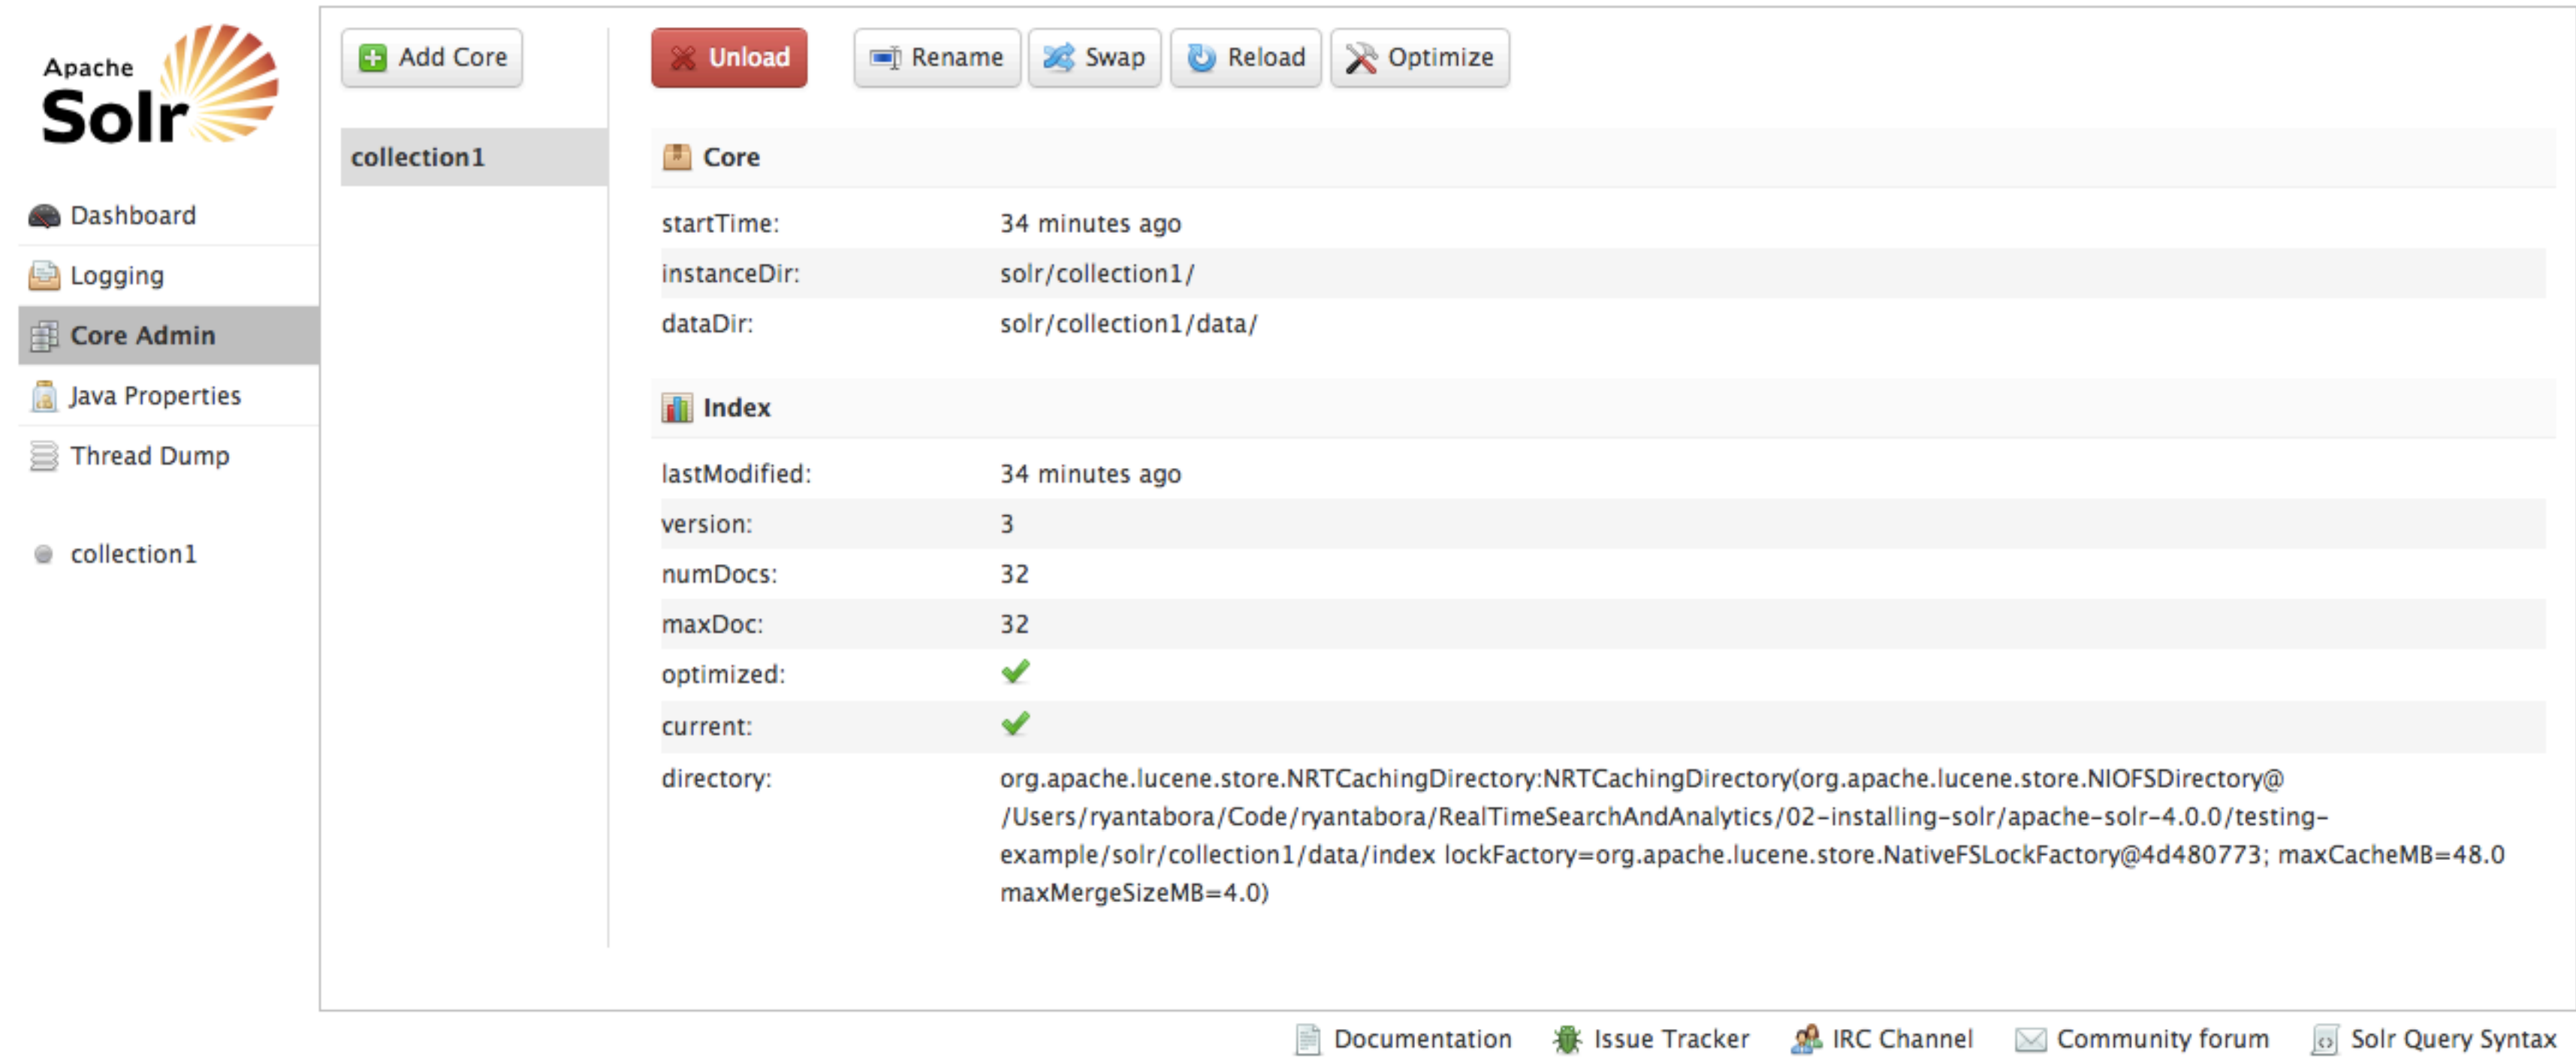 Apache
Solr
Dashboard
Logging
Core Admin
Java Properties
Thread Dump
collection1
Add Core
collection1
Unload
Rename
Swap
Reload
Optimize
Core
startTime: 34 minutes ago
instanceDir: solr/collection1/
dataDir: solr/collection1/data/
Index
lastModified: 34 minutes ago
version: 3
numDocs: 32
maxDoc: 32
optimized:
current:
directory: org.apache.lucene.store.NRTCachingDirectory:NRTCachingDirectory(org.apache.lucene.store.NIOFSDirectory@
/Users/ryantabora/Code/ryantabora/RealTimeSearchAndAnalytics/02-installing-solr/apache-solr-4.0.0/testing-
example/solr/collection1/data/index lockFactory=org.apache.lucene.store.NativeFSLockFactory@4d480773; maxCacheMB=48.0
maxMergeSizeMB=4.0)
Documentation Issue Tracker IRC Channel Community forum Solr Query Syntax